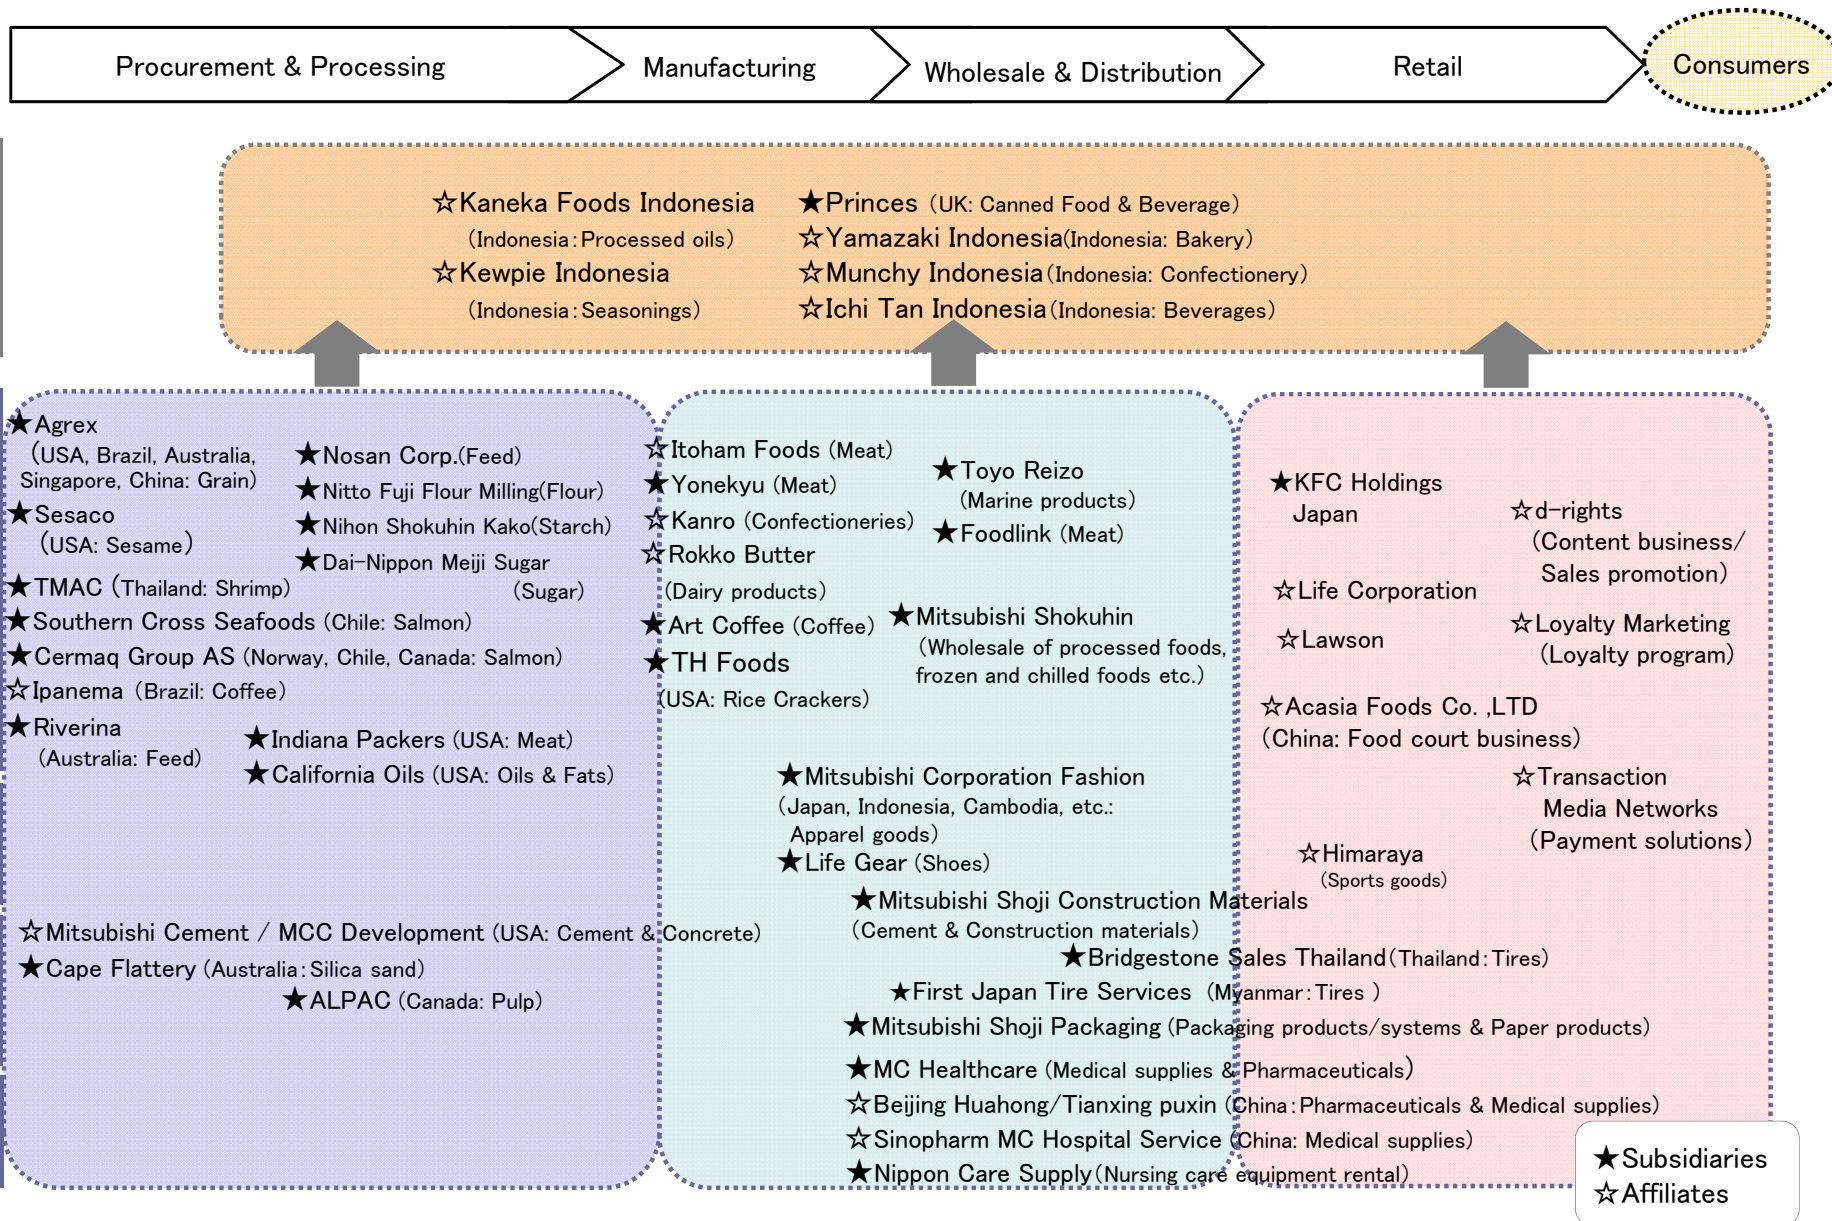 Procurement & Processing
Manufacturing
Wholesale & Distribution
Retail
Consumers
☆Kaneka Foods Indonesia
(Indonesia:Processed oils)
☆Kewpie Indonesia
(Indonesia:Seasonings)
★Princes (UK: Canned Food & Beverage)
☆Yamazaki Indonesia(Indonesia: Bakery)
☆Munchy Indonesia(Indonesia: Confectionery)
☆Ichi Tan Indonesia(Indonesia: Beverages)
★Agrex
(USA, Brazil, Australia,
Singapore, China: Grain)
★Sesaco
(USA: Sesame)
★TMAC (Thailand: Shrimp)
★Southern Cross Seafoods (Chile: Salmon)
★Cermaq Group AS (Norway, Chile, Canada: Salmon)
☆Ipanema (Brazil: Coffee)
★Riverina
(Australia: Feed)
★Nosan Corp.(Feed)
★Nitto Fuji Flour Milling(Flour)
★Nihon Shokuhin Kako(Starch)
★Dai-Nippon Meiji Sugar
(Sugar)
★Indiana Packers (USA: Meat)
★California Oils (USA: Oils & Fats)
☆Mitsubishi Cement / MCC Development (USA: Cement & Concrete)
★Cape Flattery (Australia:Silica sand)
★ALPAC (Canada: Pulp)
☆Itoham Foods (Meat)
★Yonekyu (Meat)
☆Kanro (Confectioneries)
☆Rokko Butter
(Dairy products)
★Art Coffee (Coffee)
★TH Foods
(USA: Rice Crackers)
★Toyo Reizo
(Marine products)
★Foodlink (Meat)
★Mitsubishi Shokuhin
(Wholesale of processed foods,
frozen and chilled foods etc.)
★Mitsubishi Corporation Fashion
(Japan, Indonesia, Cambodia, etc.:
Apparel goods)
★Life Gear (Shoes)
★Mitsubishi Shoji Construction Materials
(Cement & Construction materials)
★Bridgestone Sales Thailand(Thailand:Tires)
★First Japan Tire Services (Myanmar:Tires )
★Mitsubishi Shoji Packaging (Packaging products/systems & Paper products)
★MC Healthcare (Medical supplies & Pharmaceuticals)
☆Beijing Huahong/Tianxing puxin (China:Pharmaceuticals & Medical supplies)
☆Sinopharm MC Hospital Service (China: Medical supplies)
★Nippon Care Supply(Nursing care equipment rental)
★KFC Holdings
Japan
☆Life Corporation
☆Lawson
☆Acasia Foods Co. ,LTD
(China: Food court business)
☆Himaraya
(Sports goods)
☆d-rights
(Content business/
Sales promotion)
☆Loyalty Marketing
(Loyalty program)
☆Transaction
Media Networks
(Payment solutions)
★Subsidiaries
☆Affiliates